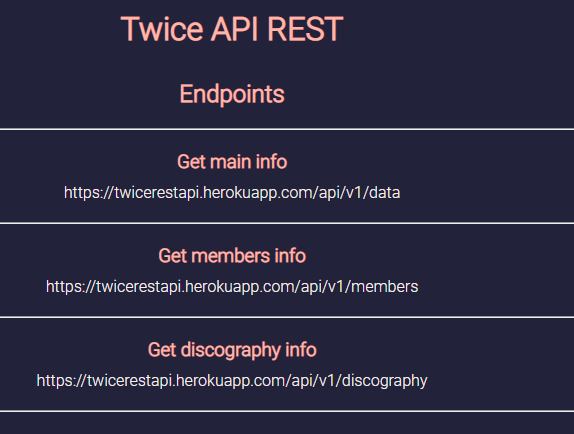 Twice API REST
Endpoints
Get main info
https://twicerestapi.herokuapp.com/api/v1/data
Get members info
https://twicerestapi.herokuapp.com/api/v1/members
Get discography info
https://twicerestapi.herokuapp.com/api/v1/discography